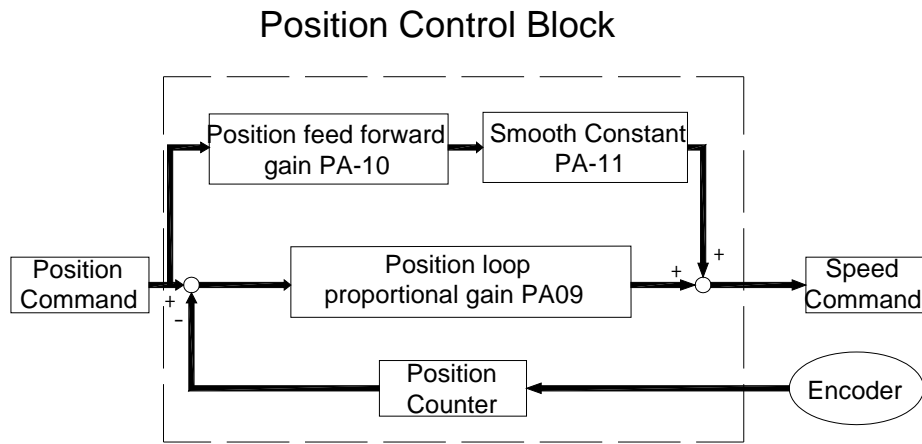 Position Control Block
Position feed forward
gain PA-10
Smooth Constant
PA-11
+
Position
Command
+
−
Position loop
proportional gain PA09
+
Speed
Command
Position
Counter
Encoder